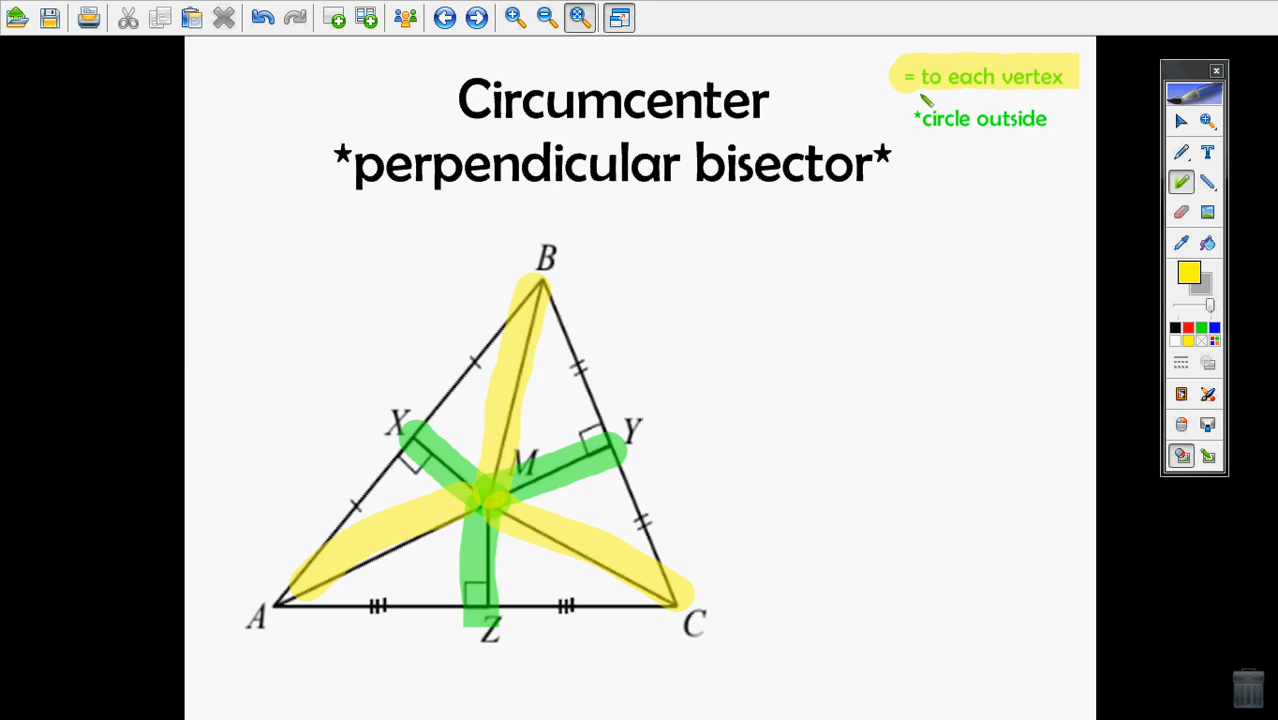 = to each vertex
*circle outside
Circumcenter
*perpendicular bisector*
B
X
Y
M
A
Z
C
x
T